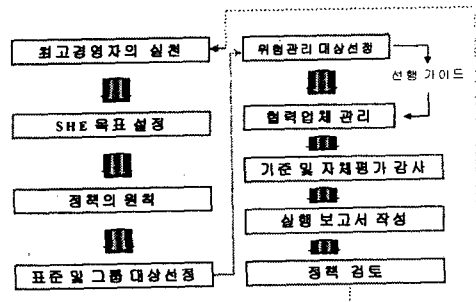 최고경영자의 실천
SHE 목표 설정
정책의 원칙
표준 및 그룹 대상선정
위험관리 대상선정
선행 가이드
협력업체 관리
기준 및 자체평가 감사
실행 보고서 작성
정책 검토